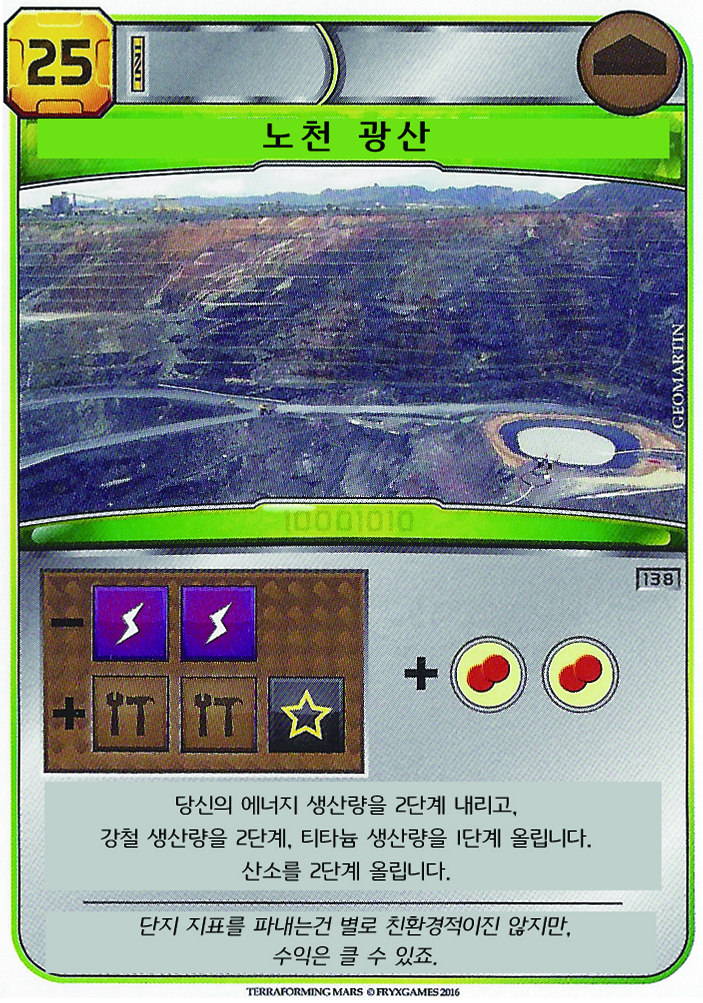 25
노천 광산
/GEOMARTIN
10001010
138
당신의 에너지 생산량을 2단계 내리고,
강철 생산량을 2단계, 티타늄 생산량을 1단계 올립니다.
산소를 2단계 올립니다.
단지 지표를 파내는건 별로 친환경적이진 않지만,
수익은 클 수 있죠.
TERRAFORMING MARS © FRYXGAMES 2016